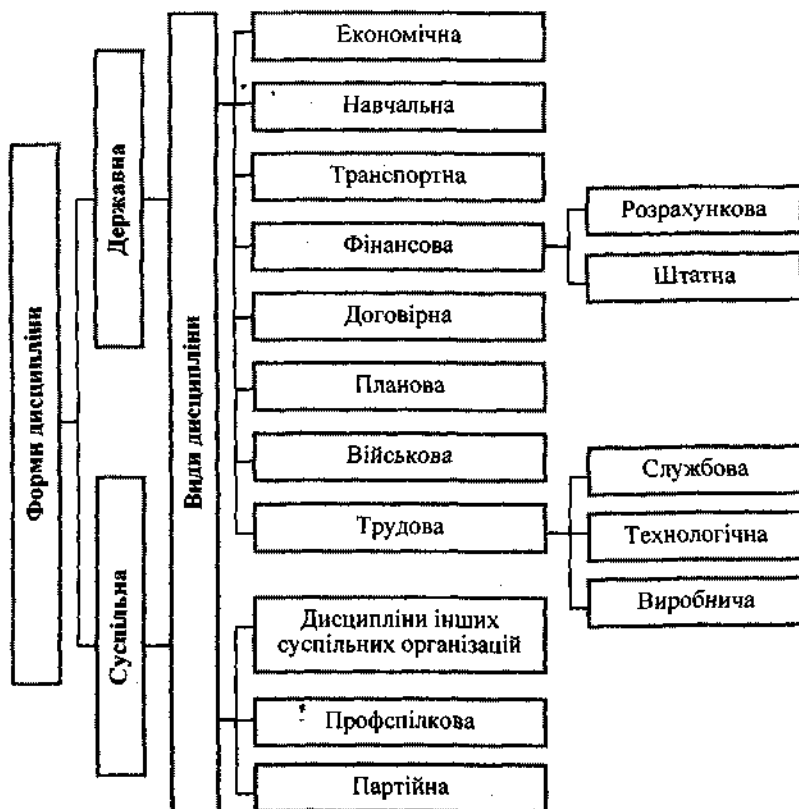 Форми дисципліни
Державна
Суспільна
Види дисципліни
Економічна
Навчальна
Транспортна
Фінансова
Договірна
Планова
Військова
Трудова
Дисципліни інших
суспільних організацій
Профспілкова
Партійна
Розрахункова
Штатна
Службова
Технологічна
Виробнича